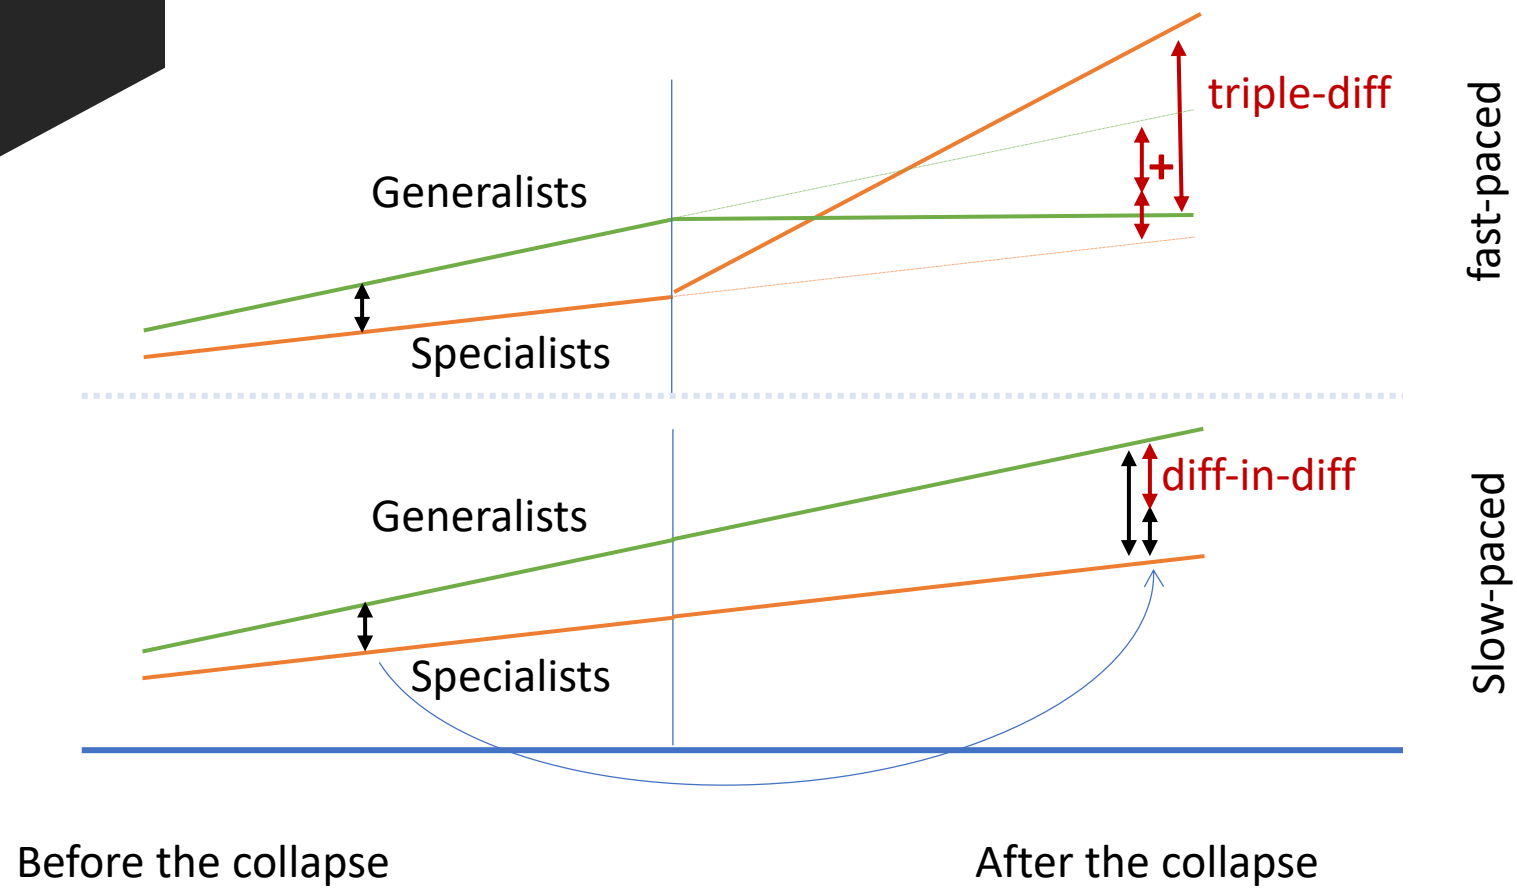 triple-diff
+
fast-paced
Generalists
Specialists
diff-in-diff
Slow-paced
Generalists
Specialists
Before the collapse
After the collapse